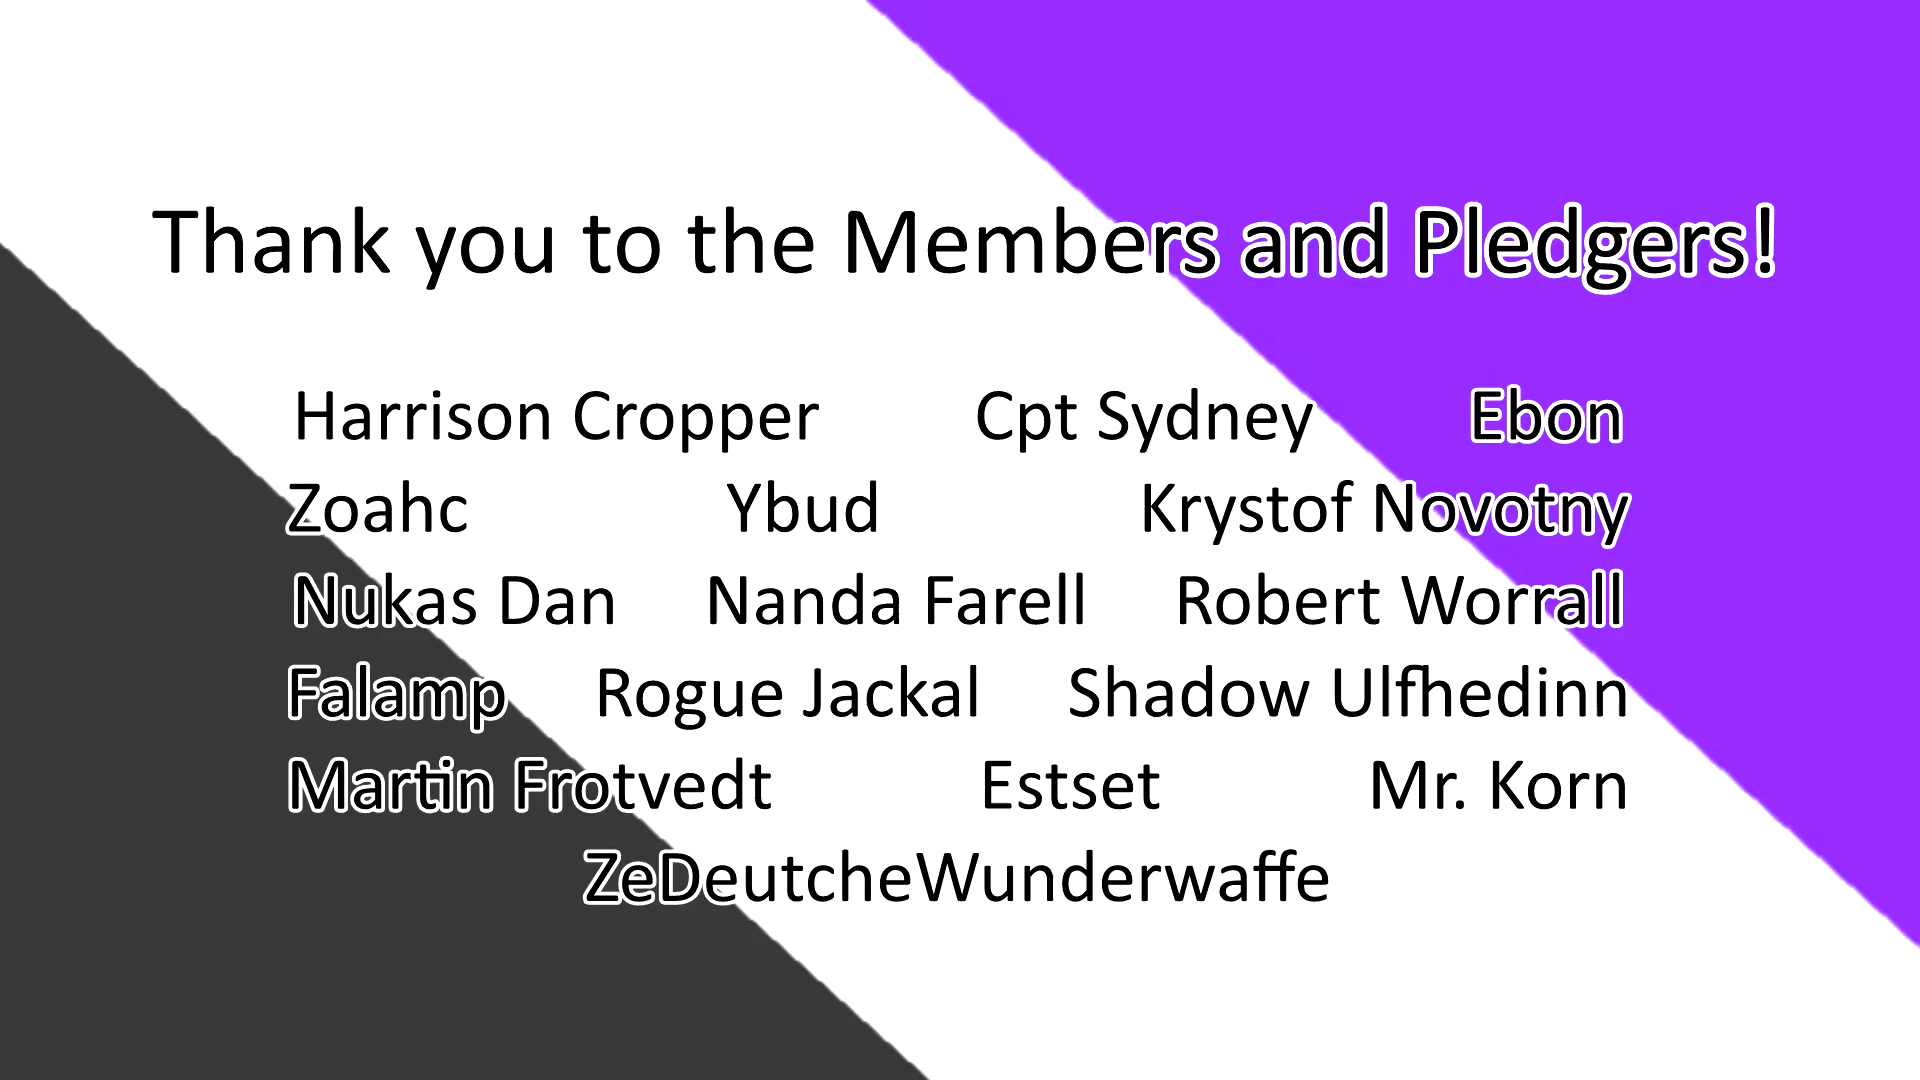 Thank you to the Members and Pledgers!
Harrison Cropper Cpt Sydney Ebon
Zoahc Ybud Krystof Novotny
Nukas Dan Nanda Farell Robert Worrall
Falamp Rogue Jackal Shadow Ulfhedinn
Martin Frotvedt Estset Mr. Korn
ZeDeutcheWunderwaffe